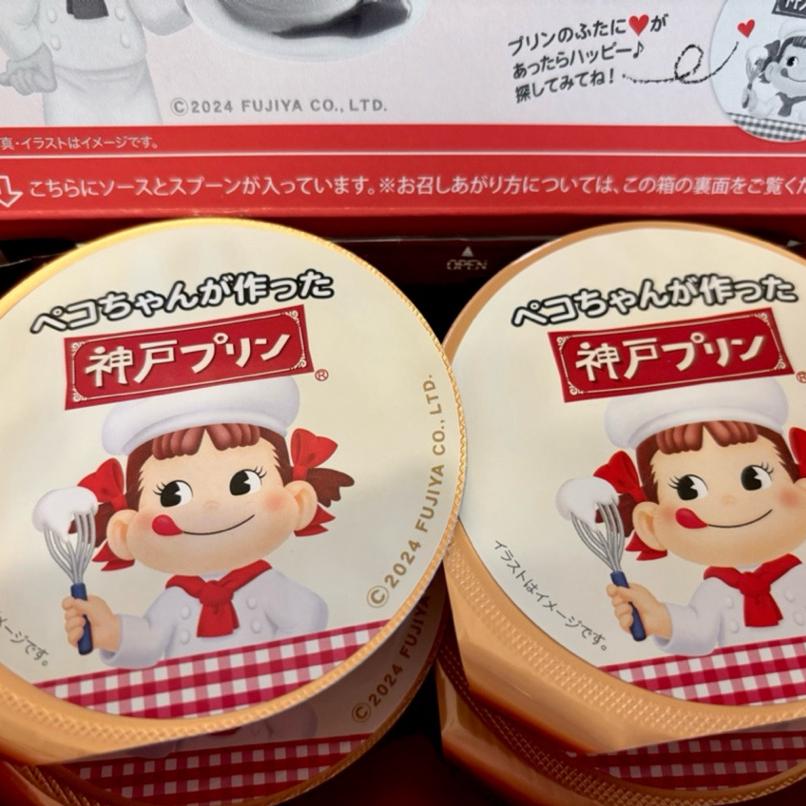 プリンのふたに♥が
あったらハッピー♪
探してみてね!
©2024 FUJIYA CO., LTD.
真・イラストはイメージです。
こちらにソースとスプーンが入っています。※お召しあがり方については、この箱の裏面をご覧くだ
OPEN
ペコちゃんが作った
神戸プリン®
©2024 FUJIYA CO., LTD.
メージです。
©2024 FUJIYA CO., LTD.
ペコちゃんが作った
神戸プリン®
イラストはイメージです。